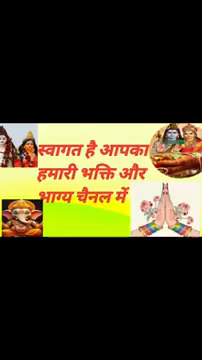 स्वागत है आपका
हमारी भक्ति और
भाग्य चैनल में